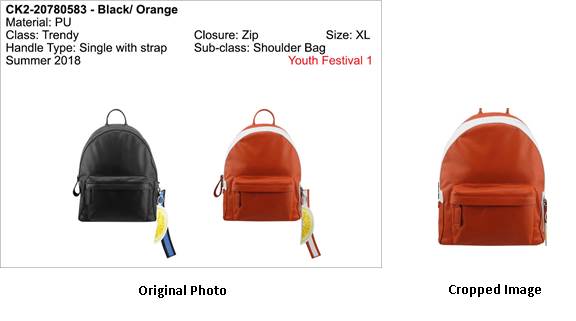 CK2-20780583 - Black/ Orange
Material: PU
Class: Trendy Closure: Zip Size: XL
Handle Type: Single with strap Sub-class: Shoulder Bag
Summer 2018 Youth Festival 1
Original Photo
Cropped Image